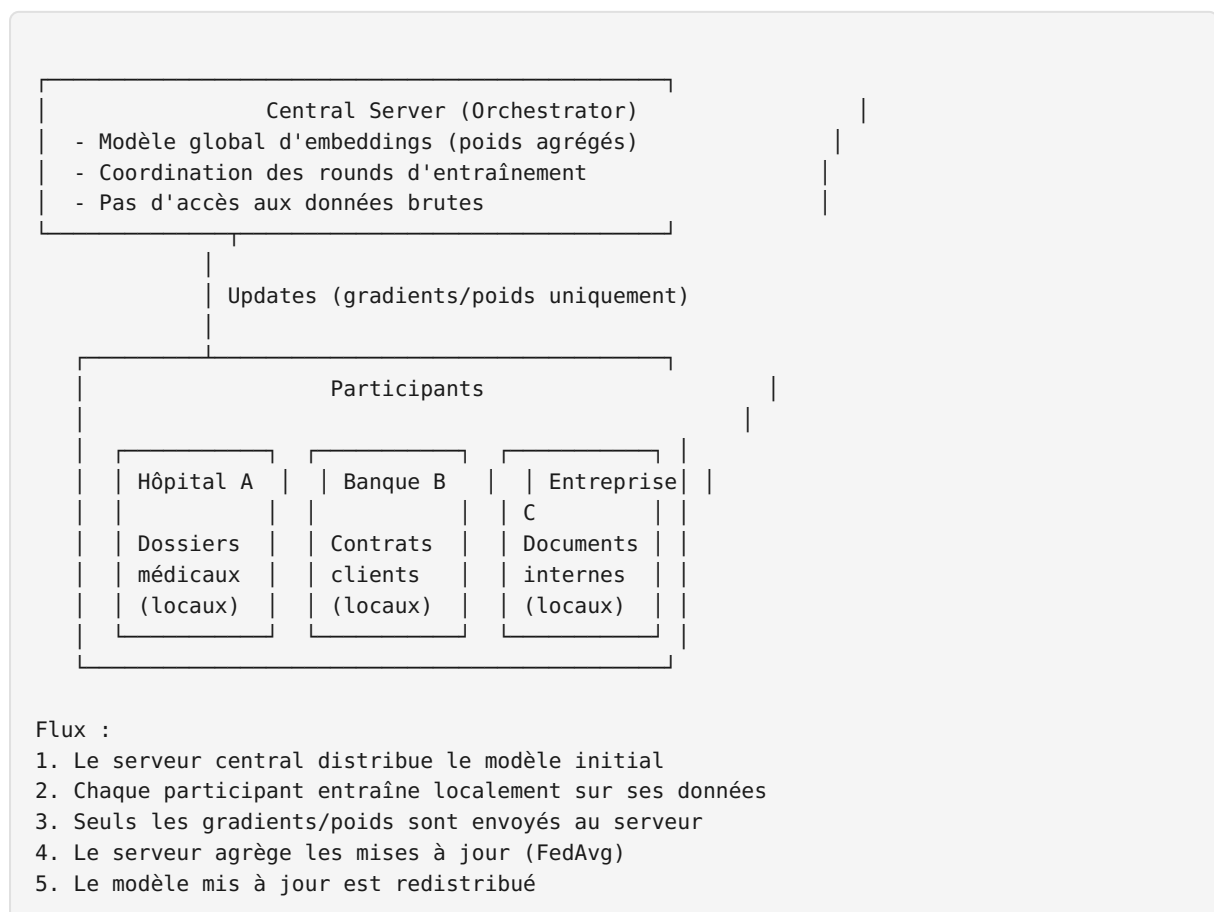 Central Server (Orchestrator)
- Modèle global d'embeddings (poids agrégés)
- Coordination des rounds d'entraînement
- Pas d'accès aux données brutes
Updates (gradients/poids uniquement)
Participants
Hôpital A Banque B Entreprise
C
Dossiers Contrats Documents
médicaux clients internes
(locaux) (locaux) (locaux)
Flux :
1. Le serveur central distribue le modèle initial
2. Chaque participant entraîne localement sur ses données
3. Seuls les gradients/poids sont envoyés au serveur
4. Le serveur agrège les mises à jour (FedAvg)
5. Le modèle mis à jour est redistribué